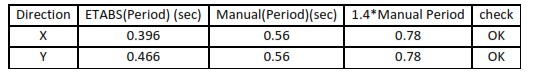 Direction ETABS(Period) (sec) Manual(Period)(sec) 1.4*Manual Period check
X 0.396 0.56 0.78 OK
Y 0.466 0.56 0.78 OK